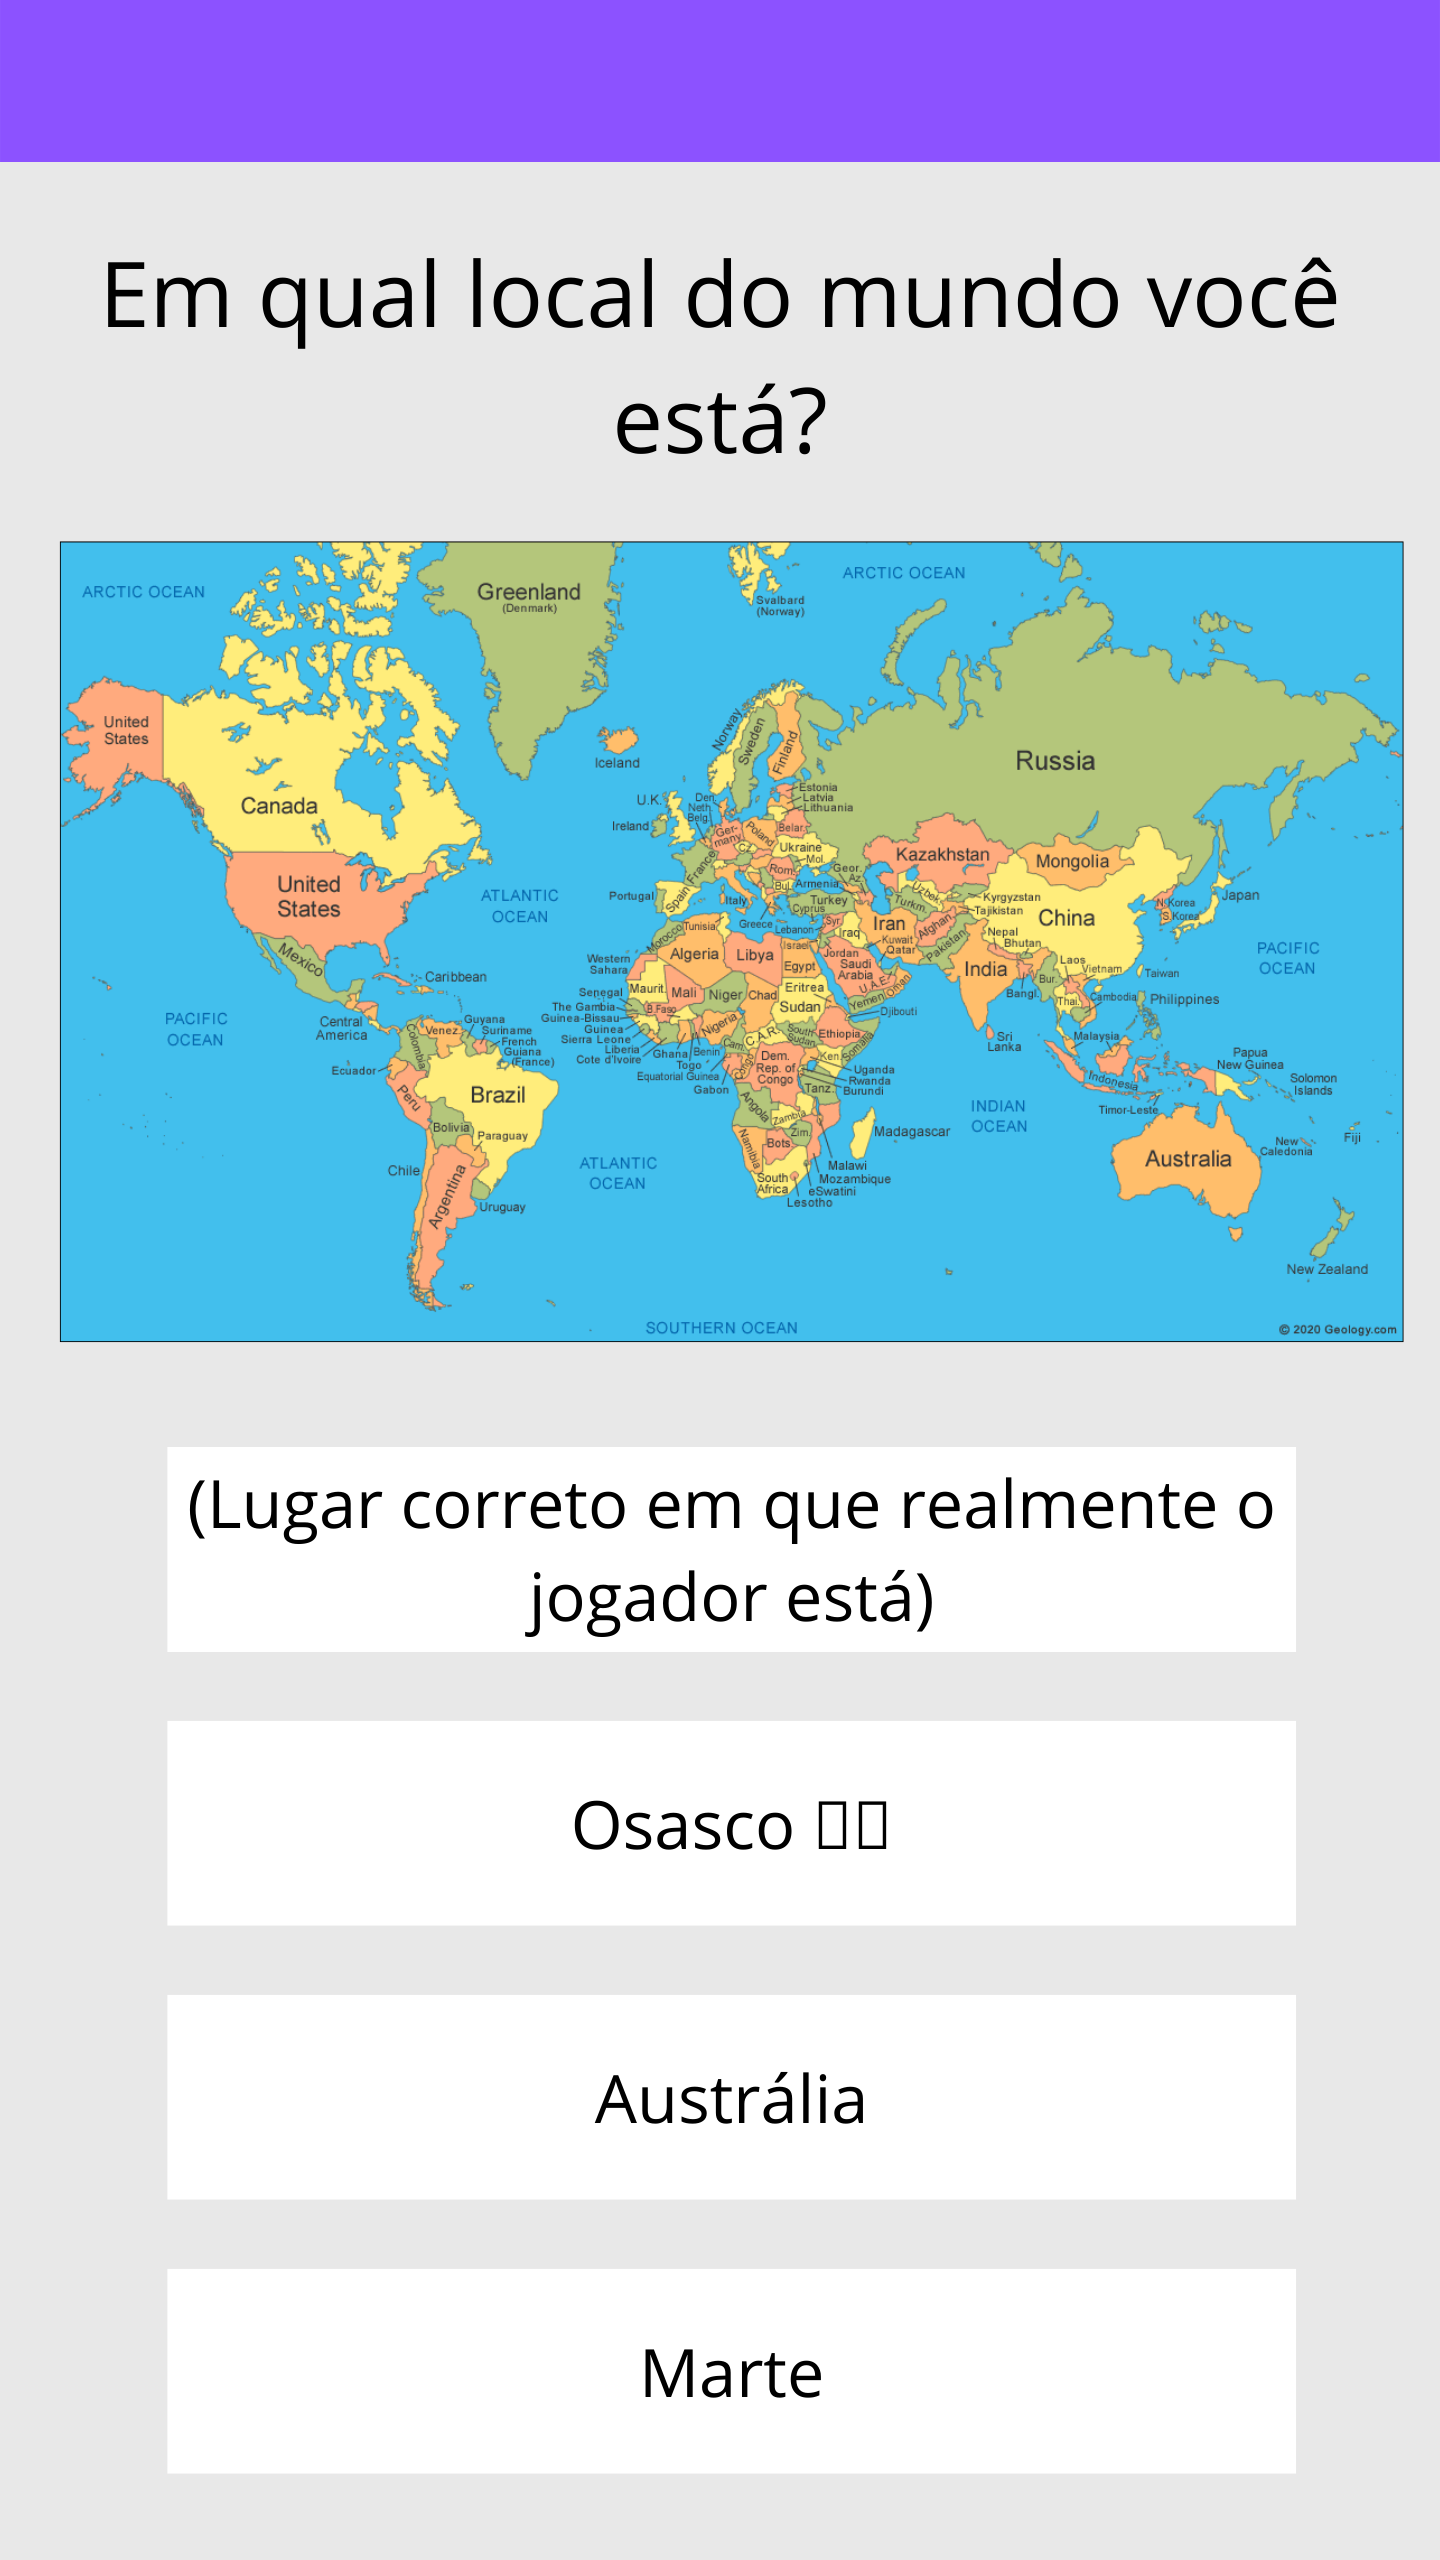 Em qual local do mundo você
está?
ARCTIC OCEAN
ARCTIC OCEAN
Greenland
(Denmark)
Svalbard
(Norway)
United
States
Canada
Iceland
Norway
Sweden
Finland
Russia
Estonia
Latvia
Lithuania
U.K.
Ireland
Den.
Neth.
Belg.
Ger-
many
Poland
Belar.
Cz.
Ukraine
Mol.
Rom.
Bul.
France
Spain
Portugal
Italy
Greece
Geor.
Az.
Armenia
Turkey
Cyprus
Lebanon
Syr.
Iraq
Israel
Jordan
Kazakhstan
Mongolia
Uzbek.
Turkm.
Kyrgyzstan
Tajikistan
China
N. Korea
S.Korea
Japan
United
States
ATLANTIC
OCEAN
Mexico
Caribbean
Central
America
PACIFIC
OCEAN
PACIFIC
OCEAN
Morocco
Tunisia
Algeria
Libya
Egypt
Western
Sahara
Iran
Afghan.
Pakistan
Kuwait
Qatar
Saudi
Arabia
U.A.E.
Oman
Yemen
Nepal
Bhutan
India
Bangl.
Bur.
Laos
Vietnam
Thai.
Cambodia
Taiwan
Philippines
Sri
Lanka
Malaysia
Indonesia
Timor-Leste
Papua
New Guinea
Solomon
Islands
Senegal
The Gambia
Guinea-Bissau
Guinea
Sierra Leone
Liberia
Cote d'Ivoire
Maurit.
Mali
Niger
Chad
Sudan
Eritrea
Djibouti
B.Faso
Ghana
Togo
Benin
Nigeria
Cam.
C.A.R.
South
Sudan
Ethiopia
Somalia
Equatorial Guinea
Gabon
Congo
Dem.
Rep. of
Congo
Ken.
Uganda
Rwanda
Burundi
Tanz.
Angola
Zambia
Zim.
Namibia
Bots.
South
Africa
Madagascar
Malawi
Mozambique
eSwatini
Lesotho
Guyana
Suriname
French
Guiana
(France)
Venez.
Colombia
Ecuador
Peru
Brazil
Bolivia
Paraguay
Chile
Argentina
Uruguay
ATLANTIC
OCEAN
INDIAN
OCEAN
Australia
New
Caledonia
Fiji
New Zealand
SOUTHERN OCEAN
© 2020 Geology.com
(Lugar correto em que realmente o
jogador está)
Osasco
Austrália
Marte